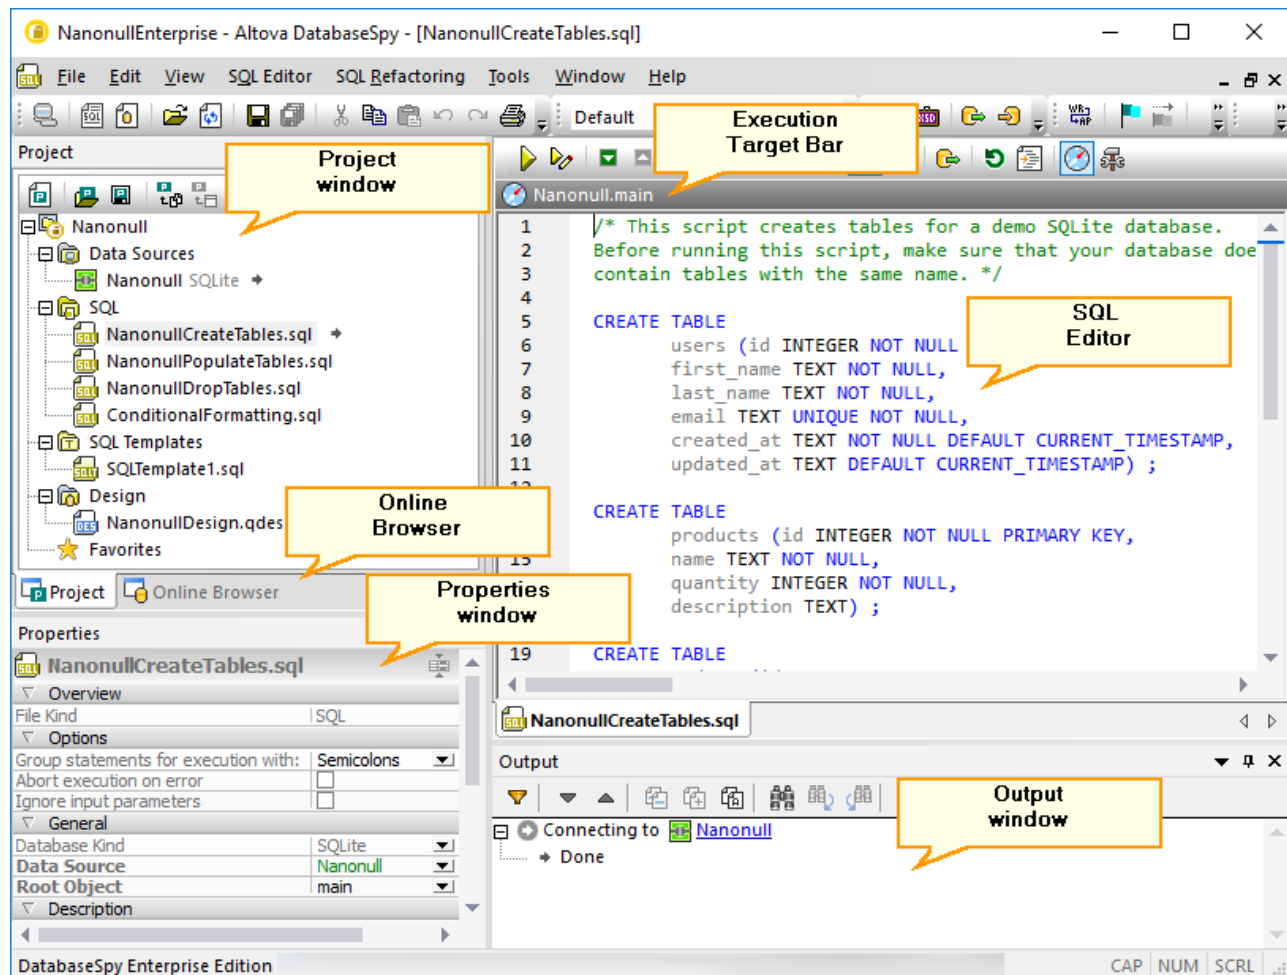 NanonullEnterprise - Altova DatabaseSpy - [NanonullCreateTables.sql]
File Edit View SQL Editor SQL Refactoring Tools Window Help
Default
Execution
Target Bar
Project
Project
window
Nanonull
Data Sources
Nanonull SQLite
SQL
NanonullCreateTables.sql
NanonullPopulateTables.sql
NanonullDropTables.sql
ConditionalFormatting.sql
SQL Templates
SQLTemplate1.sql
Design
NanonullDesign.qdes
Favorites
Online
Browser
Project Online Browser
Nanonull.main
1 /* This script creates tables for a demo SQLite database.
2 Before running this script, make sure that your database doe
3 contain tables with the same name. */
4
5 CREATE TABLE
6 users (id INTEGER NOT NULL
7 first_name TEXT NOT NULL,
8 last_name TEXT NOT NULL,
9 email TEXT UNIQUE NOT NULL,
10 created_at TEXT NOT NULL DEFAULT CURRENT_TIMESTAMP,
11 updated_at TEXT DEFAULT CURRENT_TIMESTAMP) ;
12
CREATE TABLE
products (id INTEGER NOT NULL PRIMARY KEY,
15 name TEXT NOT NULL,
quantity INTEGER NOT NULL,
description TEXT) ;
19 CREATE TABLE
SQL
Editor
NanonullCreateTables.sql
Properties
window
Properties
NanonullCreateTables.sql
Overview
File Kind SQL
Options
Group statements for execution with: Semicolons
Abort execution on error
Ignore input parameters
General
Database Kind SQLite
Data Source Nanonull
Root Object main
Description
Output
Connecting to Nanonull
Done
Output
window
DatabaseSpy Enterprise Edition
CAP NUM SCRL